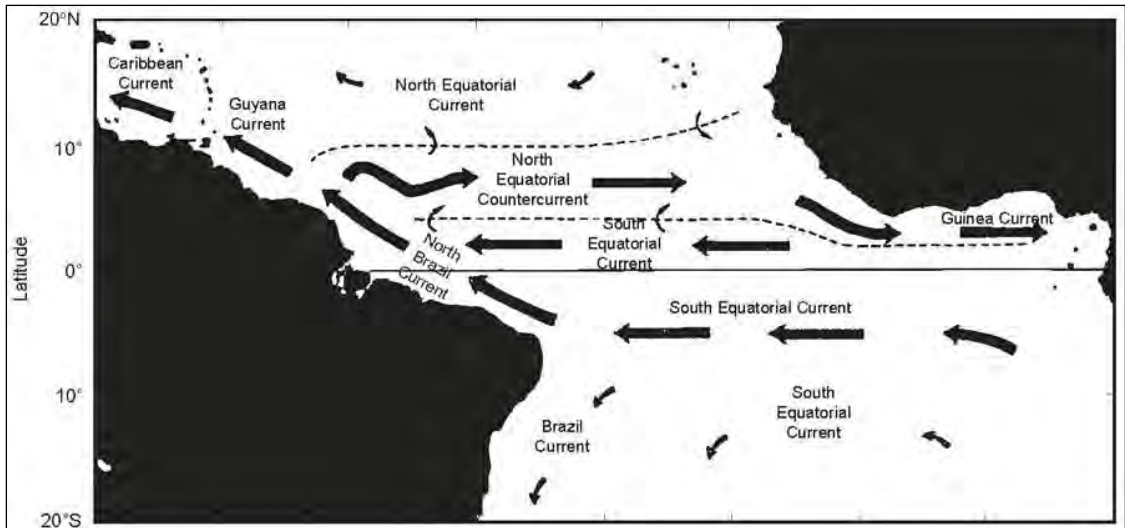 20°N
Caribbean
Current
North Equatorial
Current
Guyana
Current
10°
North
Equatorial
Countercurrent
Guinea Current
South
Equatorial
Current
North
Brazil
Current
Latitude
0°
South Equatorial Current
10°
South
Equatorial
Current
Brazil
Current
20°S